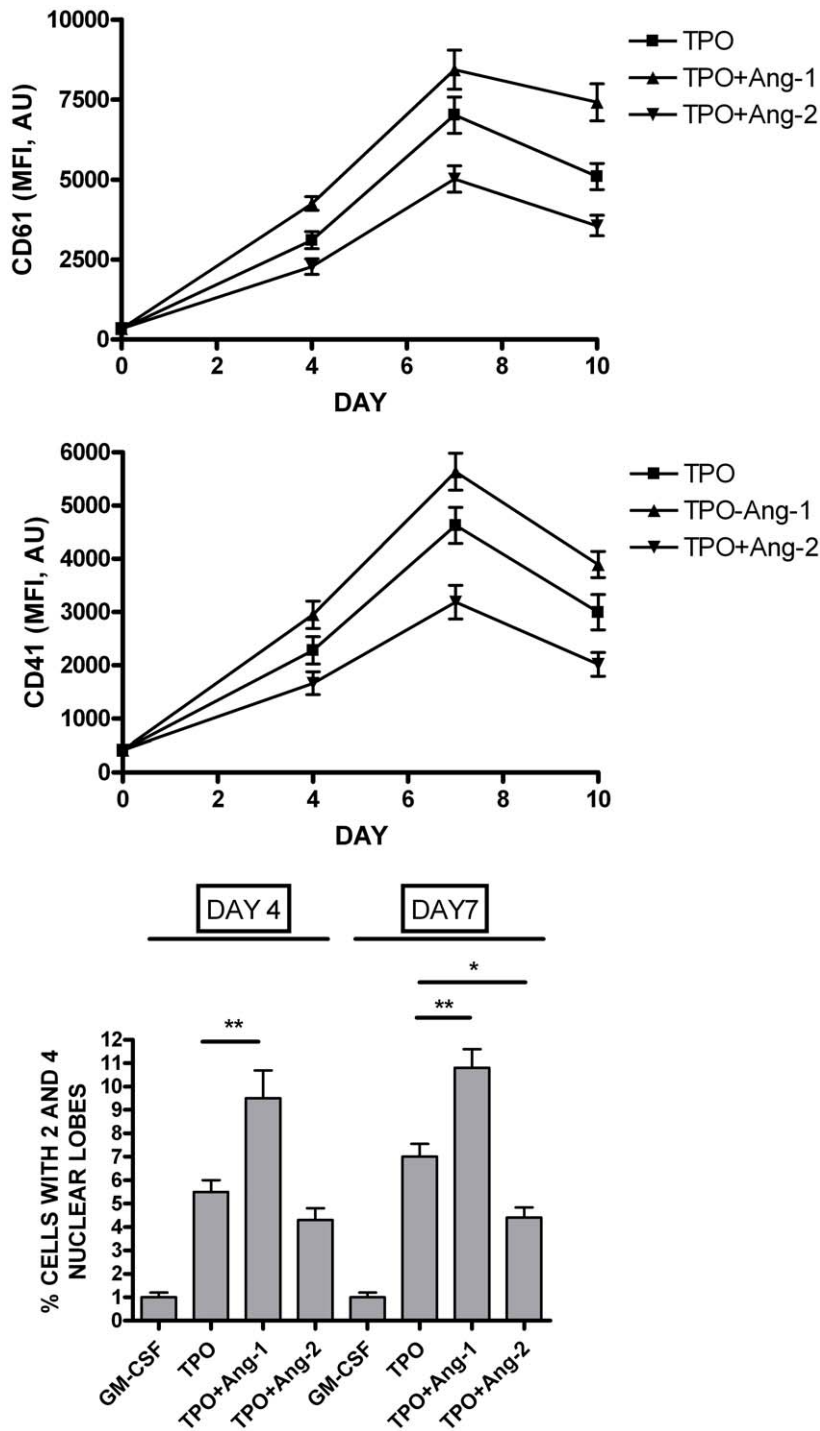 10000
7500
5000
2500
0
CD61 (MFI, AU)
0 2 4 6 8 10
DAY
TPO
TPO+Ang-1
TPO+Ang-2
6000
5000
4000
3000
2000
1000
0
CD41 (MFI, AU)
0 2 4 6 8 10
DAY
TPO
TPO-Ang-1
TPO+Ang-2
DAY 4
DAY7
*
**
**
12
11
10
9
8
7
6
5
4
3
2
1
0
% CELLS WITH 2 AND 4
NUCLEAR LOBES
GM-CSF
TPO
TPO+Ang-1
TPO+Ang-2
GM-CSF
TPO
TPO+Ang-1
TPO+Ang-2